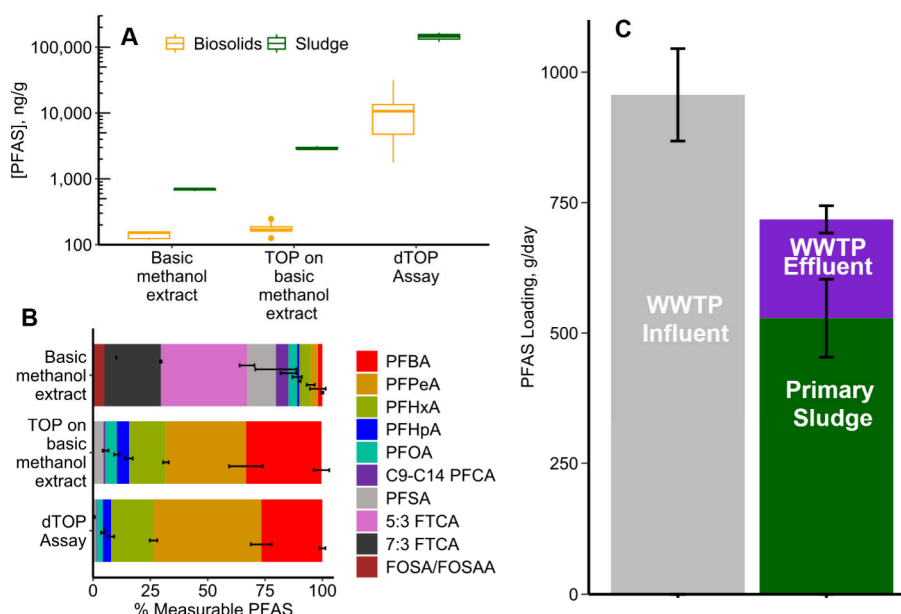 A
Biosolids
Sludge
[PFAS], ng/g
100,000
10,000
1,000
100
Basic
methanol
extract
TOP on
basic
methanol
extract
dTOP
Assay
B
Basic
methanol
extract
TOP on
basic
methanol
extract
dTOP
Assay
0
25
50
75
100
% Measurable PFAS
PFBA
PFPeA
PFHxA
PFHpA
PFOA
C9-C14 PFCA
PFSA
5:3 FTCA
7:3 FTCA
FOSA/FOSAA
C
PFAS Loading, g/day
1000
750
500
250
0
WWTP
Influent
WWTP
Effluent
Primary
Sludge